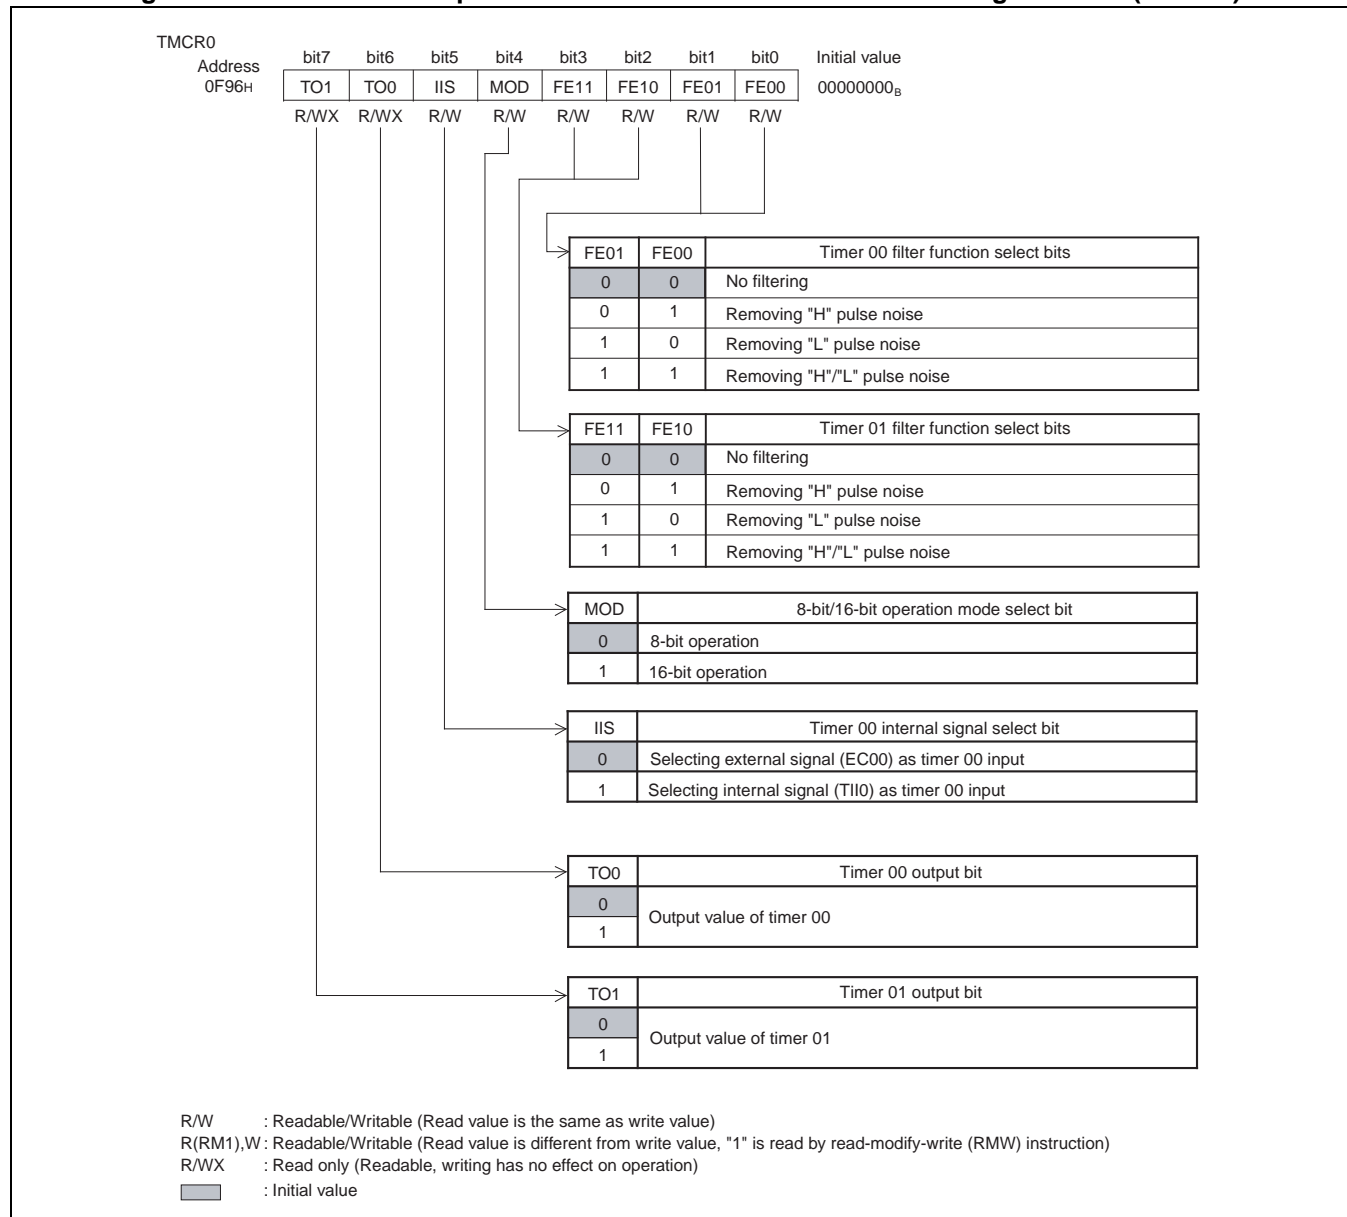 TMCR0
Address bit7 bit6 bit5 bit4 bit3 bit2 bit1 bit0 Initial value
0F96H TO1 TO0 IIS MOD FE11 FE10 FE01 FE00 00000000B
R/WX R/WX R/W R/W R/W R/W R/W R/W
FE01 FE00 Timer 00 filter function select bits
0 0 No filtering
0 1 Removing "H" pulse noise
1 0 Removing "L" pulse noise
1 1 Removing "H"/"L" pulse noise
FE11 FE10 Timer 01 filter function select bits
0 0 No filtering
0 1 Removing "H" pulse noise
1 0 Removing "L" pulse noise
1 1 Removing "H"/"L" pulse noise
MOD 8-bit/16-bit operation mode select bit
0 8-bit operation
1 16-bit operation
IIS Timer 00 internal signal select bit
0 Selecting external signal (EC00) as timer 00 input
1 Selecting internal signal (TII0) as timer 00 input
TO0 Timer 00 output bit
0
Output value of timer 00
1
TO1 Timer 01 output bit
0
Output value of timer 01
1
R/W : Readable/Writable (Read value is the same as write value)
R(RM1),W : Readable/Writable (Read value is different from write value, "1" is read by read-modify-write (RMW) instruction)
R/WX : Read only (Readable, writing has no effect on operation)
: Initial value